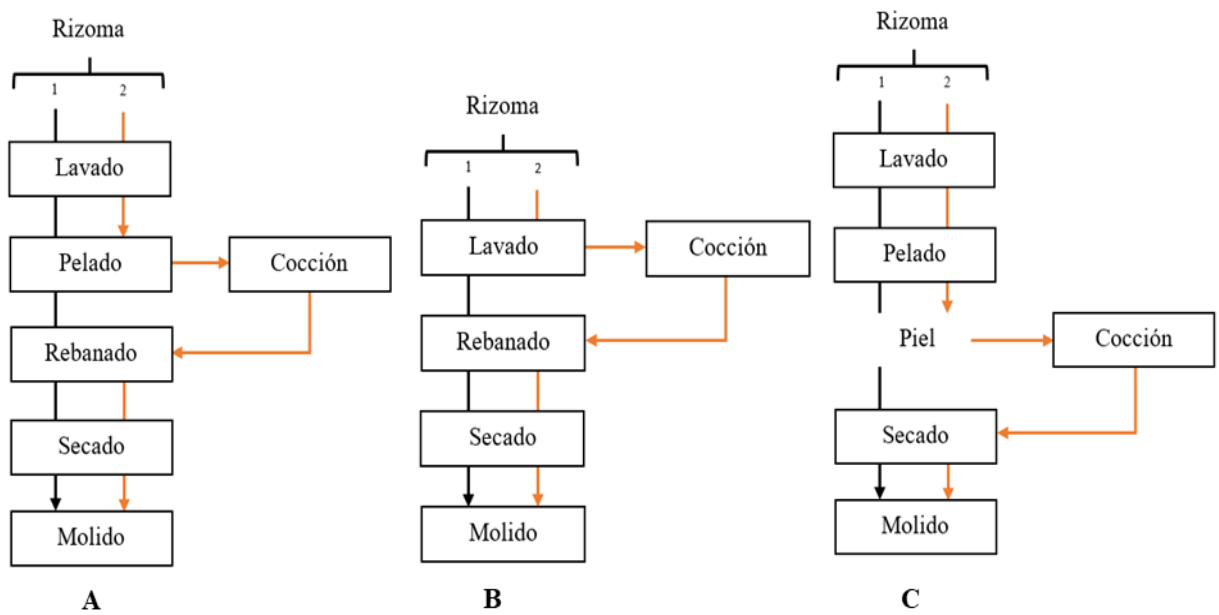 Rizoma
1 2
Lavado
Pelado Cocción
Rebanado
Secado
Molido
A
Rizoma
1 2
Lavado Cocción
Rebanado
Secado
Molido
B
Rizoma
1 2
Lavado
Pelado
Piel Cocción
Secado
Molido
C